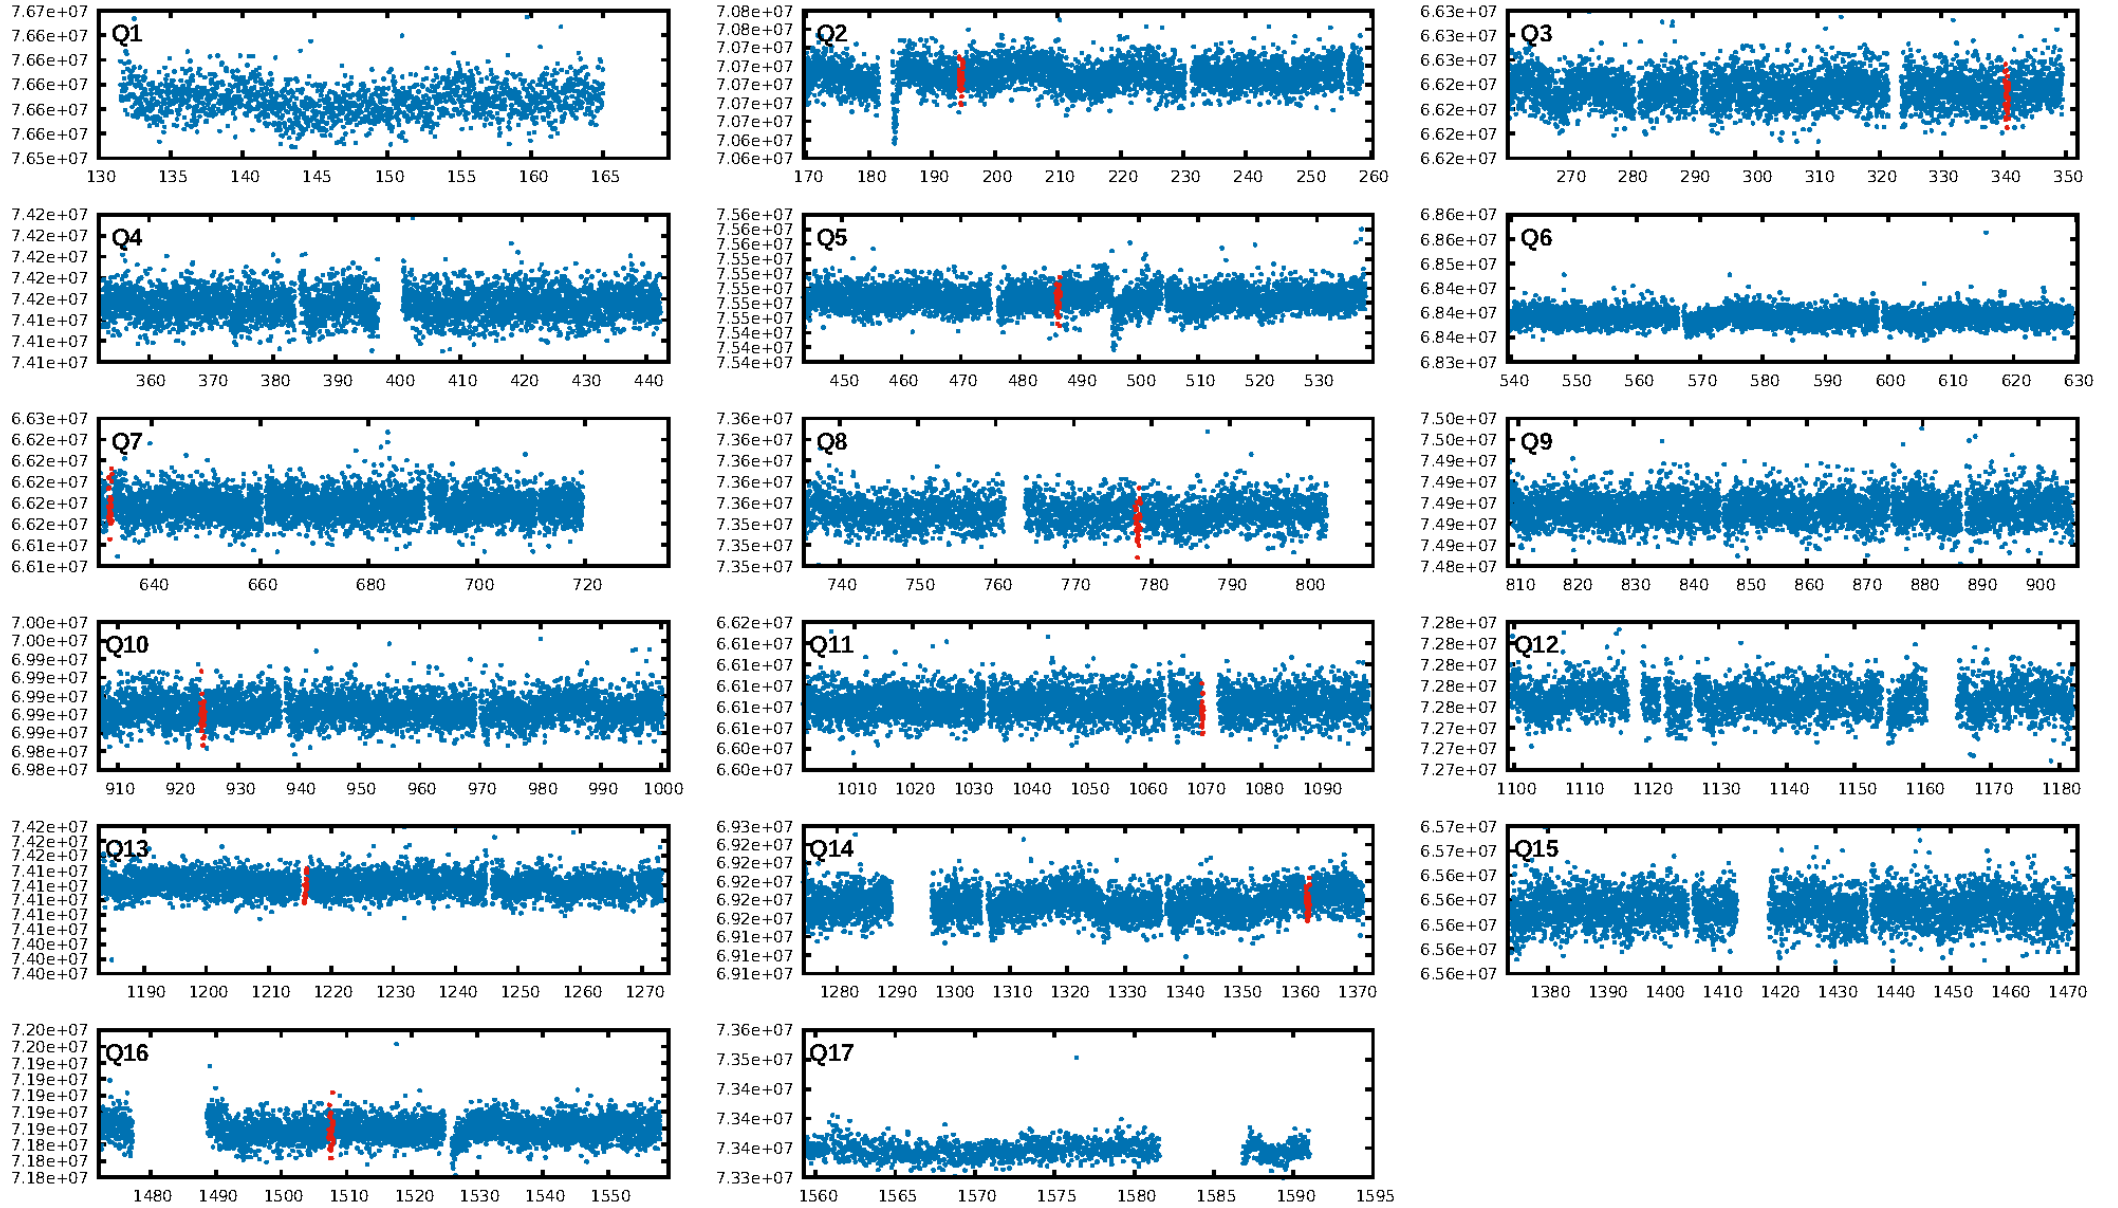 7.67e+07
7.66e+07
7.66e+07
7.66e+07
7.66e+07
7.66e+07
7.65e+07
Q1
130 135 140 145 150 155 160 165
7.08e+07
7.08e+07
7.07e+07
7.07e+07
7.07e+07
7.07e+07
7.07e+07
7.06e+07
7.06e+07
Q2
170 180 190 200 210 220 230 240 250 260
6.63e+07
6.63e+07
6.63e+07
6.62e+07
6.62e+07
6.62e+07
6.62e+07
Q3
270 280 290 300 310 320 330 340 350
7.42e+07
7.42e+07
7.42e+07
7.42e+07
7.42e+07
7.41e+07
7.41e+07
7.41e+07
Q4
360 370 380 390 400 410 420 430 440
7.56e+07
7.56e+07
7.56e+07
7.55e+07
7.55e+07
7.55e+07
7.55e+07
7.55e+07
7.54e+07
7.54e+07
7.54e+07
Q5
450 460 470 480 490 500 510 520 530
6.86e+07
6.86e+07
6.85e+07
6.84e+07
6.84e+07
6.84e+07
6.83e+07
Q6
540 550 560 570 580 590 600 610 620 630
6.63e+07
6.62e+07
6.62e+07
6.62e+07
6.62e+07
6.62e+07
6.61e+07
6.61e+07
Q7
640 660 680 700 720
7.36e+07
7.36e+07
7.36e+07
7.36e+07
7.36e+07
7.35e+07
7.35e+07
7.35e+07
Q8
740 750 760 770 780 790 800
7.50e+07
7.50e+07
7.49e+07
7.49e+07
7.49e+07
7.49e+07
7.49e+07
7.48e+07
Q9
810 820 830 840 850 860 870 880 890 900
7.00e+07
7.00e+07
6.99e+07
6.99e+07
6.99e+07
6.99e+07
6.99e+07
6.98e+07
6.98e+07
Q10
910 920 930 940 950 960 970 980 990 1000
6.62e+07
6.61e+07
6.61e+07
6.61e+07
6.61e+07
6.61e+07
6.60e+07
6.60e+07
Q11
1010 1020 1030 1040 1050 1060 1070 1080 1090
7.28e+07
7.28e+07
7.28e+07
7.28e+07
7.28e+07
7.27e+07
7.27e+07
7.27e+07
Q12
1100 1110 1120 1130 1140 1150 1160 1170 1180
7.42e+07
7.42e+07
7.42e+07
7.41e+07
7.41e+07
7.41e+07
7.41e+07
7.41e+07
7.40e+07
7.40e+07
7.40e+07
Q13
1190 1200 1210 1220 1230 1240 1250 1260 1270
6.93e+07
6.92e+07
6.92e+07
6.92e+07
6.92e+07
6.92e+07
6.91e+07
6.91e+07
6.91e+07
Q14
1280 1290 1300 1310 1320 1330 1340 1350 1360 1370
6.57e+07
6.57e+07
6.56e+07
6.56e+07
6.56e+07
6.56e+07
6.56e+07
Q15
1380 1390 1400 1410 1420 1430 1440 1450 1460 1470
7.20e+07
7.20e+07
7.19e+07
7.19e+07
7.19e+07
7.19e+07
7.19e+07
7.18e+07
7.18e+07
7.18e+07
Q16
1480 1490 1500 1510 1520 1530 1540 1550
7.36e+07
7.35e+07
7.34e+07
7.34e+07
7.34e+07
7.33e+07
Q17
1560 1565 1570 1575 1580 1585 1590 1595